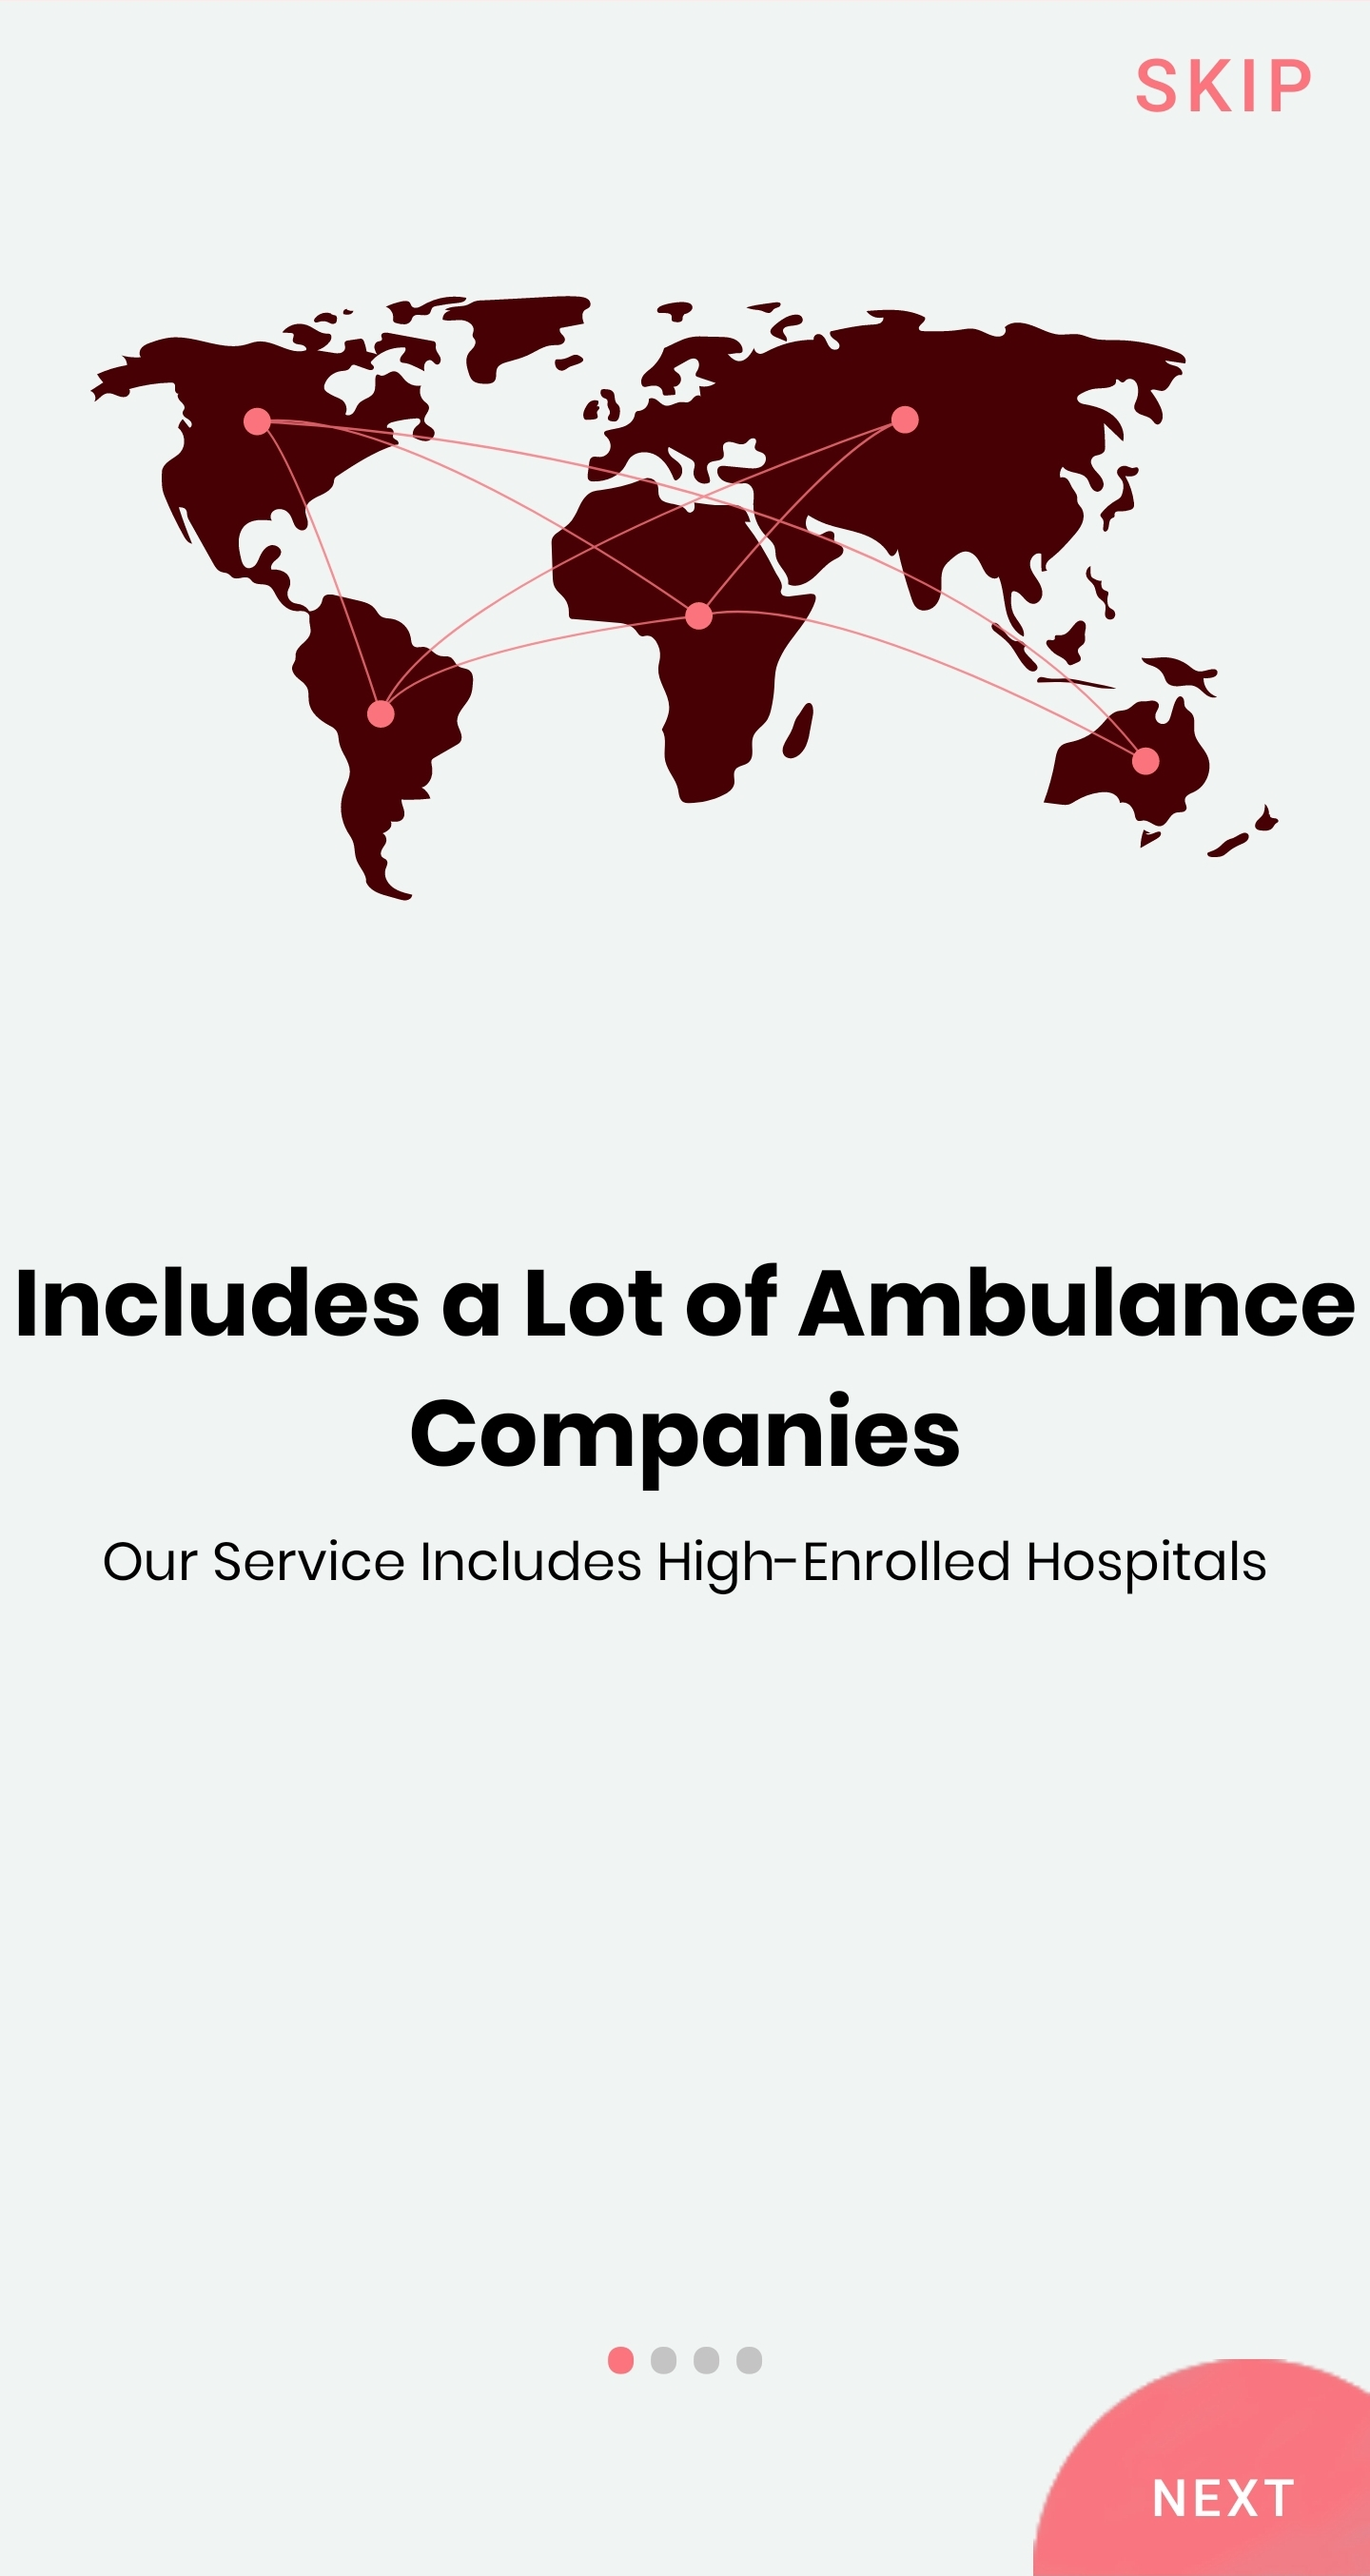 SKIP
Includes a Lot of Ambulance
Companies
Our Service Includes High-Enrolled Hospitals
NEXT